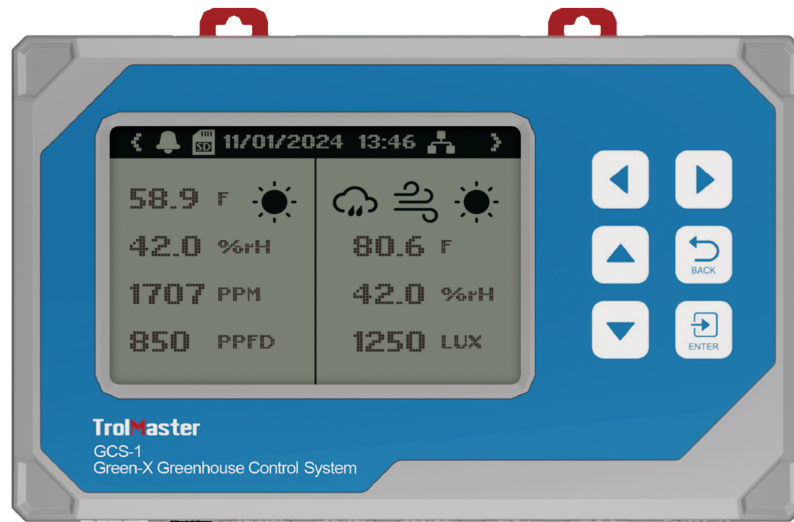 SD 11/01/2024 13:46
58.9 F
42.0 %rH
1707 PPM
850 PPFD
80.6 F
42.0 %rH
1250 LUX
BACK
ENTER
TrolMaster
GCS-1
Green-X Greenhouse Control System